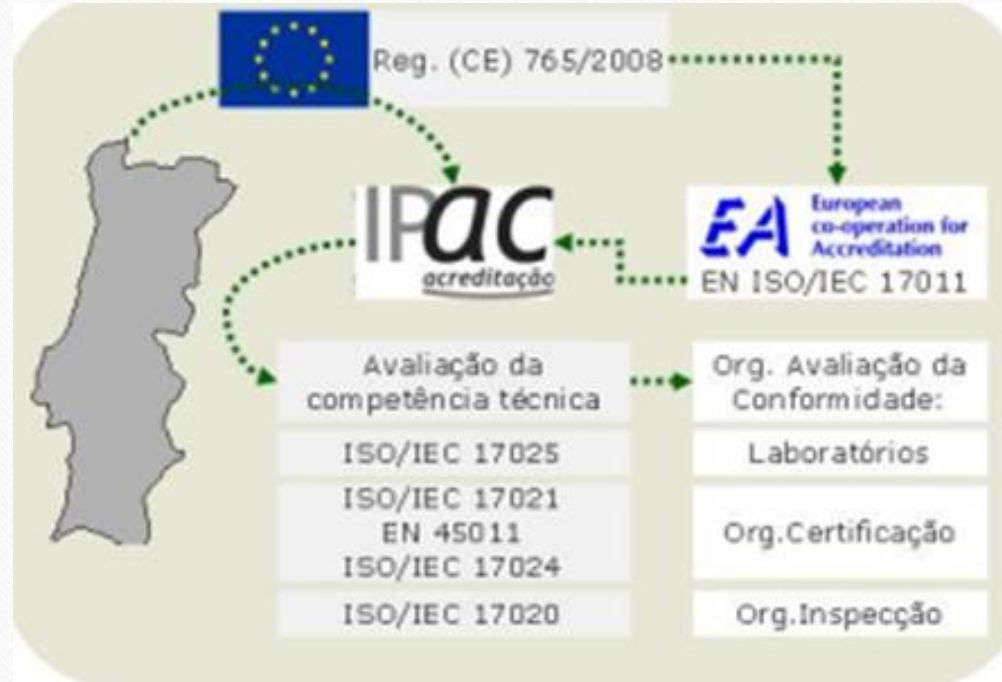 Reg. (CE) 765/2008
IPac
acreditação
EA
European
co-operation for
Accreditation
EN ISO/IEC 17011
Avaliação da
competência técnica
Org. Avaliação da
Conformidade:
ISO/IEC 17025
Laboratórios
ISO/IEC 17021
EN 45011
ISO/IEC 17024
Org.Certificação
ISO/IEC 17020
Org.Inspecção